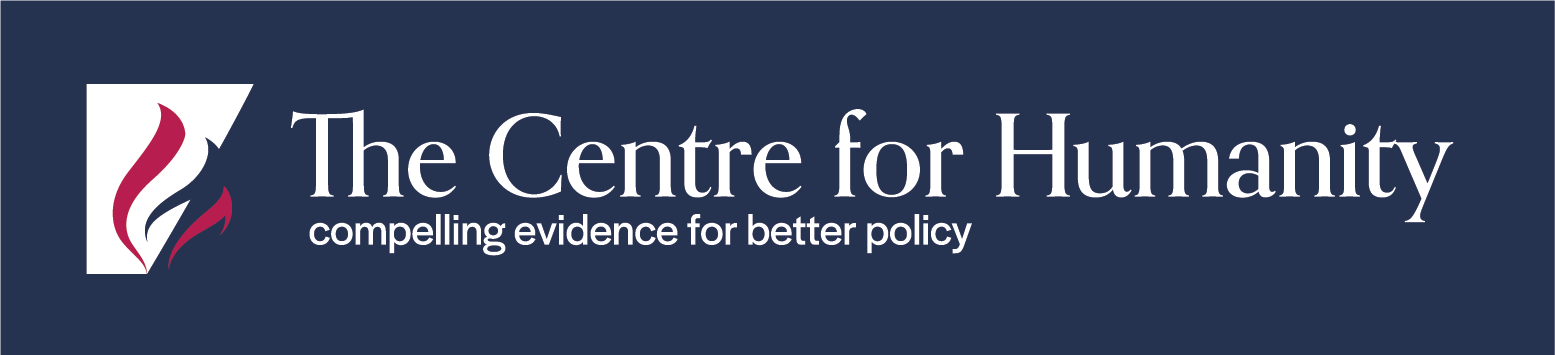 The Centre for Humanity
compelling evidence for better policy